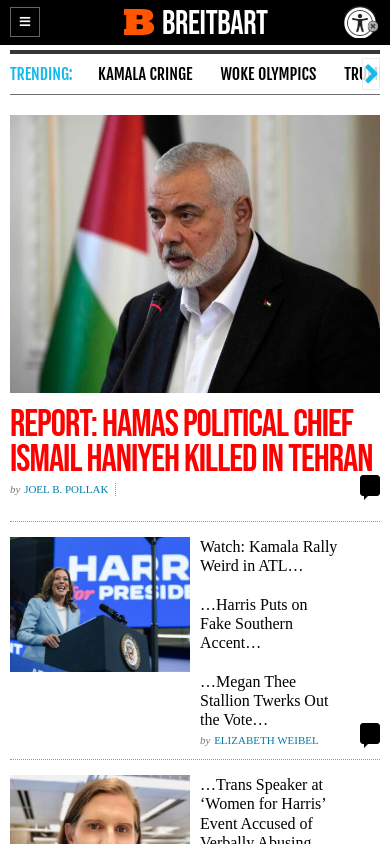 BREITBART
TRENDING:
KAMALA CRINGE
WOKE OLYMPICS
REPORT: HAMAS POLITICAL CHIEF
ISMAIL HANIYEH KILLED IN TEHRAN
by JOEL B. POLLAK
HARR
for PRESIDE
Watch: Kamala Rally
Weird in ATL…
…Harris Puts on
Fake Southern
Accent…
…Megan Thee
Stallion Twerks Out
the Vote…
by ELIZABETH WEIBEL
…Trans Speaker at
‘Women for Harris’
Event Accused of
Verbally Abusing